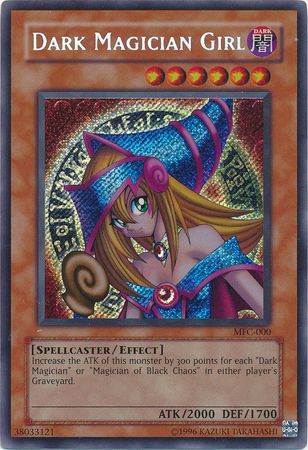 DARK MAGICIAN GIRL
DARK
闇
MFC-000
[SPELLCASTER/EFFECT]
Increase the ATK of this monster by 300 points for each "Dark
Magician" or "Magician of Black Chaos" in either player's
Graveyard.
ATK/2000 DEF/1700
38033121
©1996 KAZUKI TAKAHASHI